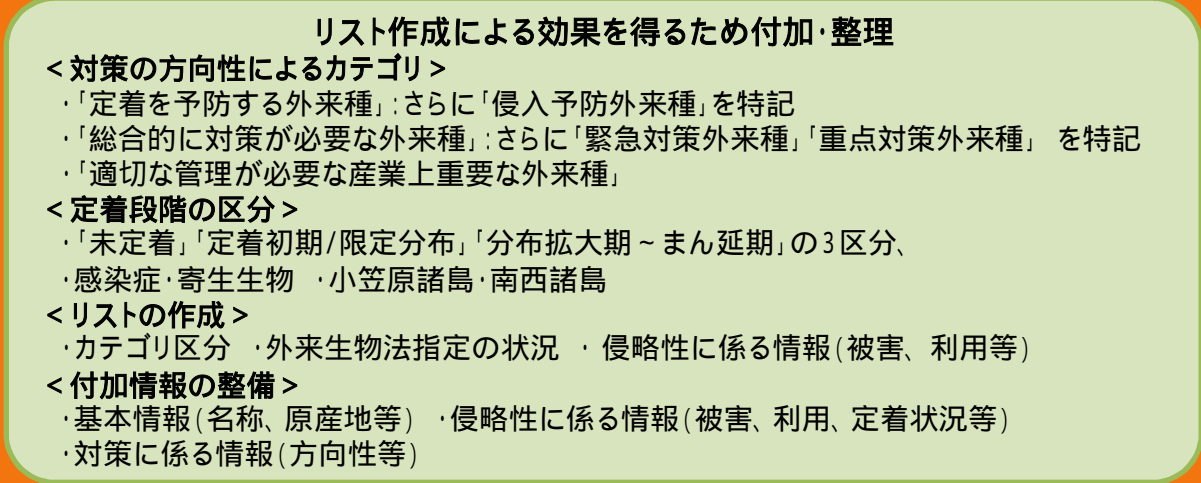 リスト作成による効果を得るため付加・整理
<対策の方向性によるカテゴリ>
・「定着を予防する外来種」:さらに「侵入予防外来種」を特記
・「総合的に対策が必要な外来種」:さらに「緊急対策外来種」「重点対策外来種」 を特記
・「適切な管理が必要な産業上重要な外来種」
<定着段階の区分>
・「未定着」「定着初期/限定分布」「分布拡大期~まん延期」の3区分、
・感染症・寄生生物 ・小笠原諸島・南西諸島
<リストの作成>
・カテゴリ区分 ・外来生物法指定の状況 ・ 侵略性に係る情報(被害、利用等)
<付加情報の整備>
・基本情報(名称、原産地等) ・侵略性に係る情報(被害、利用、定着状況等)
・対策に係る情報(方向性等)